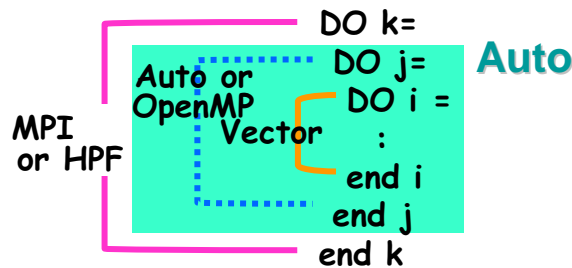 DO k=
DO j=
Auto
Auto or
OpenMP
DO i =
Vector
:
MPI
or HPF
end i
end j
end k